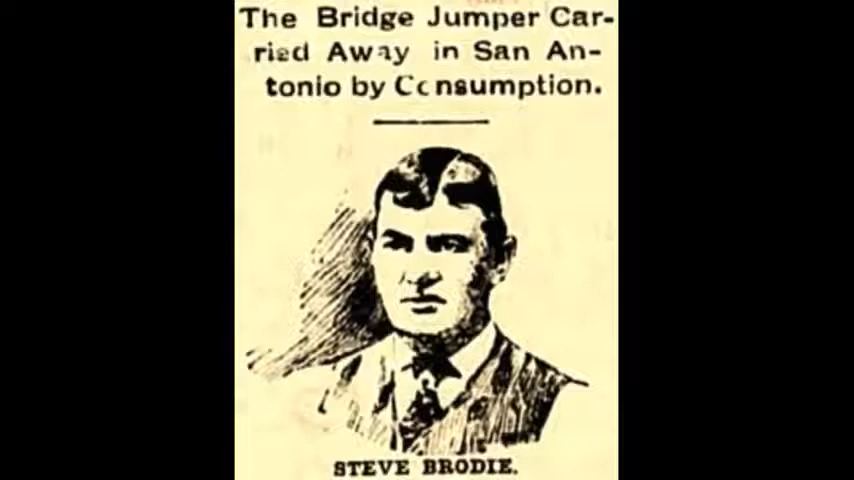 The Bridge Jumper Car-
ried Away in San An-
tonio by Consumption.
STEVE BRODIE.